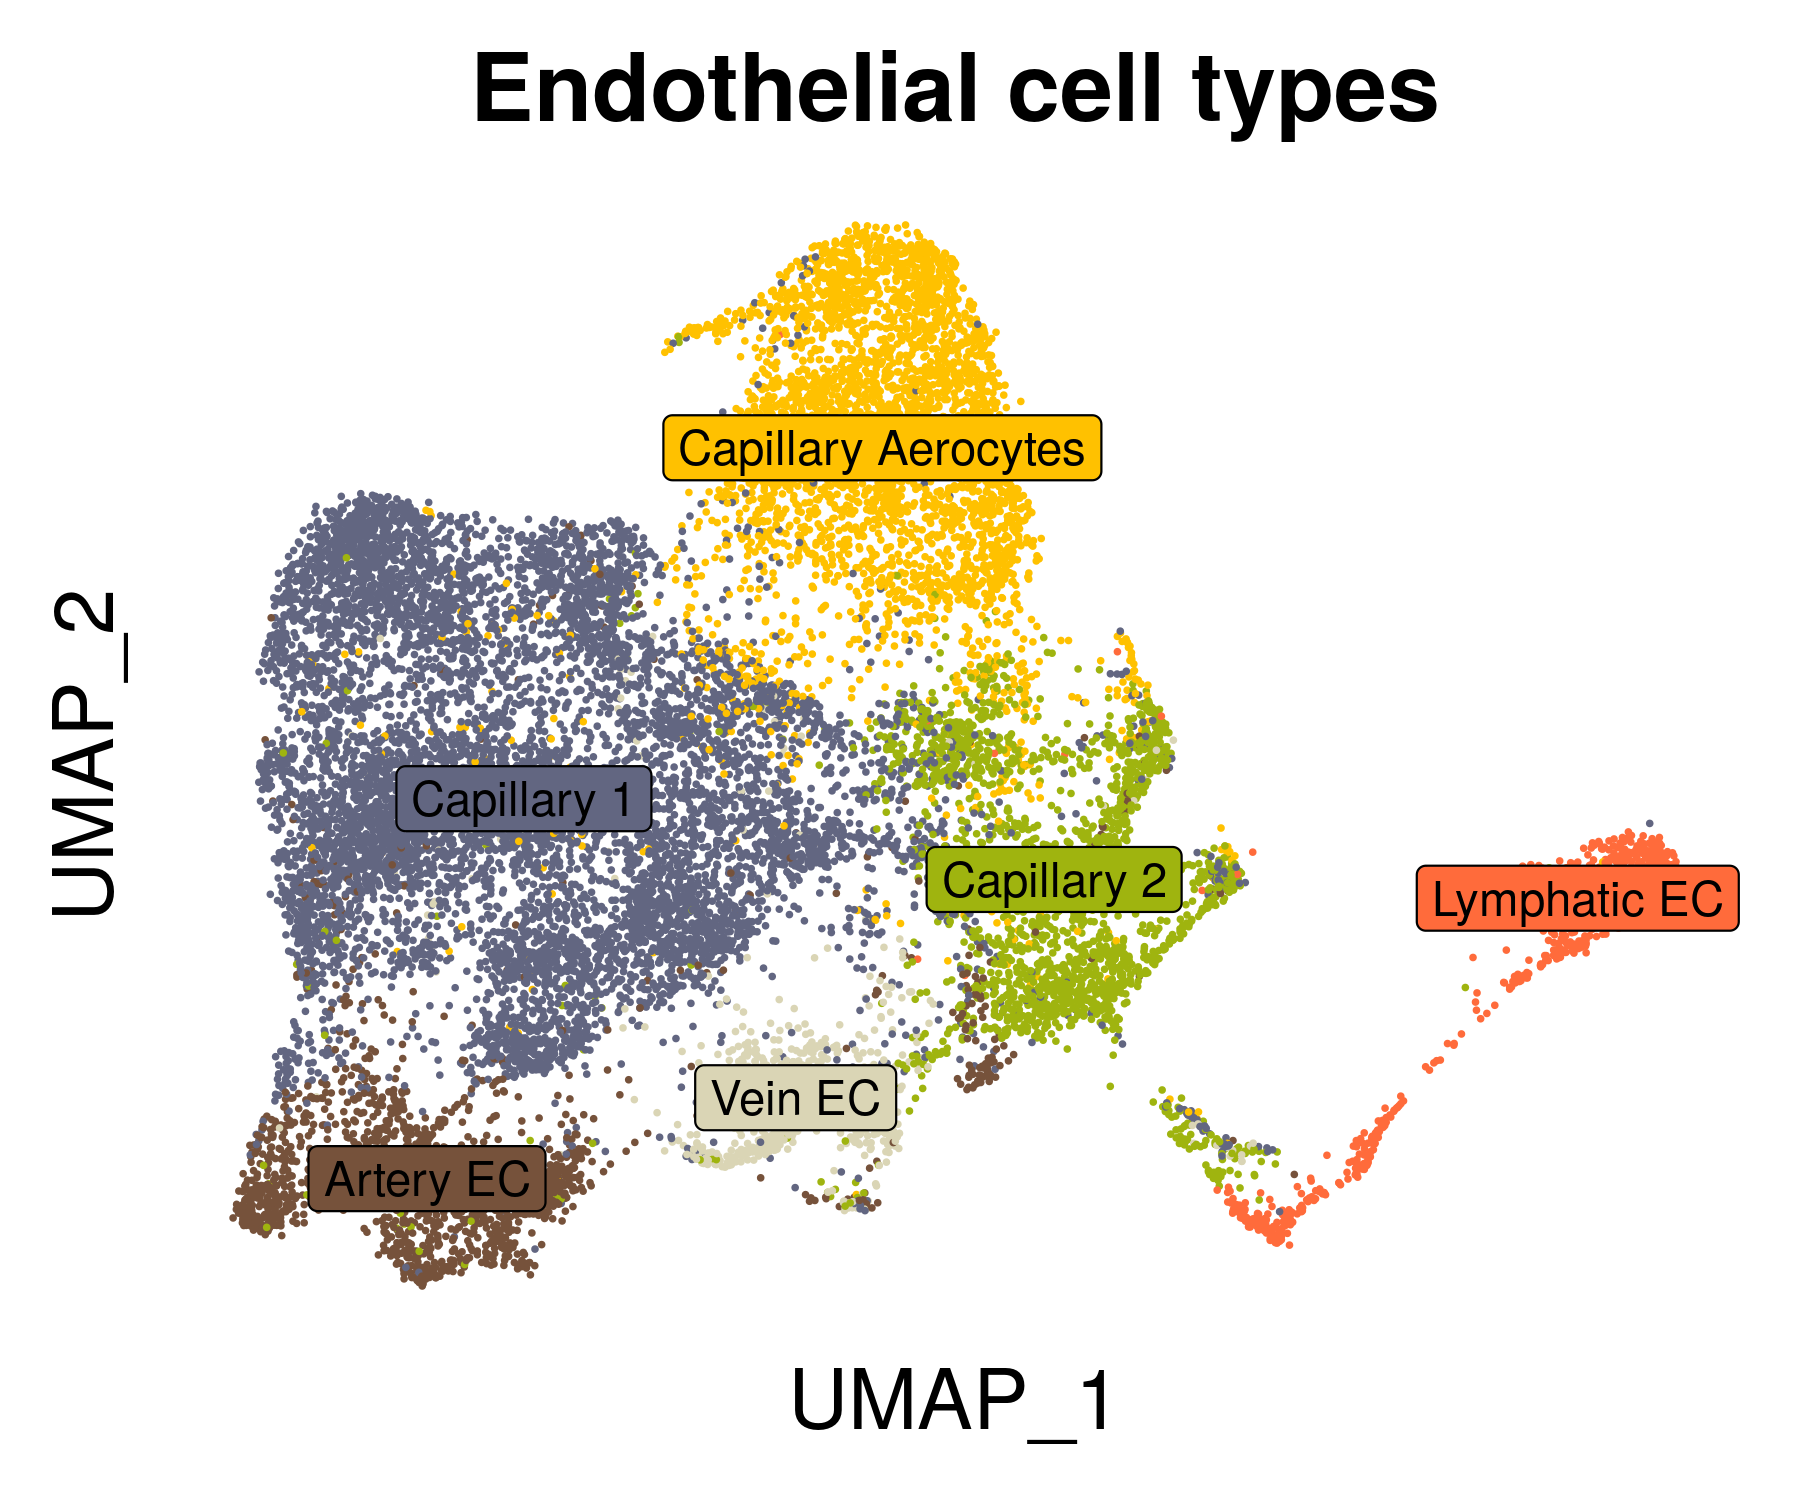 Endothelial cell types
Capillary Aerocytes
Capillary 1
Capillary 2
Lymphatic EC
Vein EC
Artery EC
UMAP_2
UMAP_1